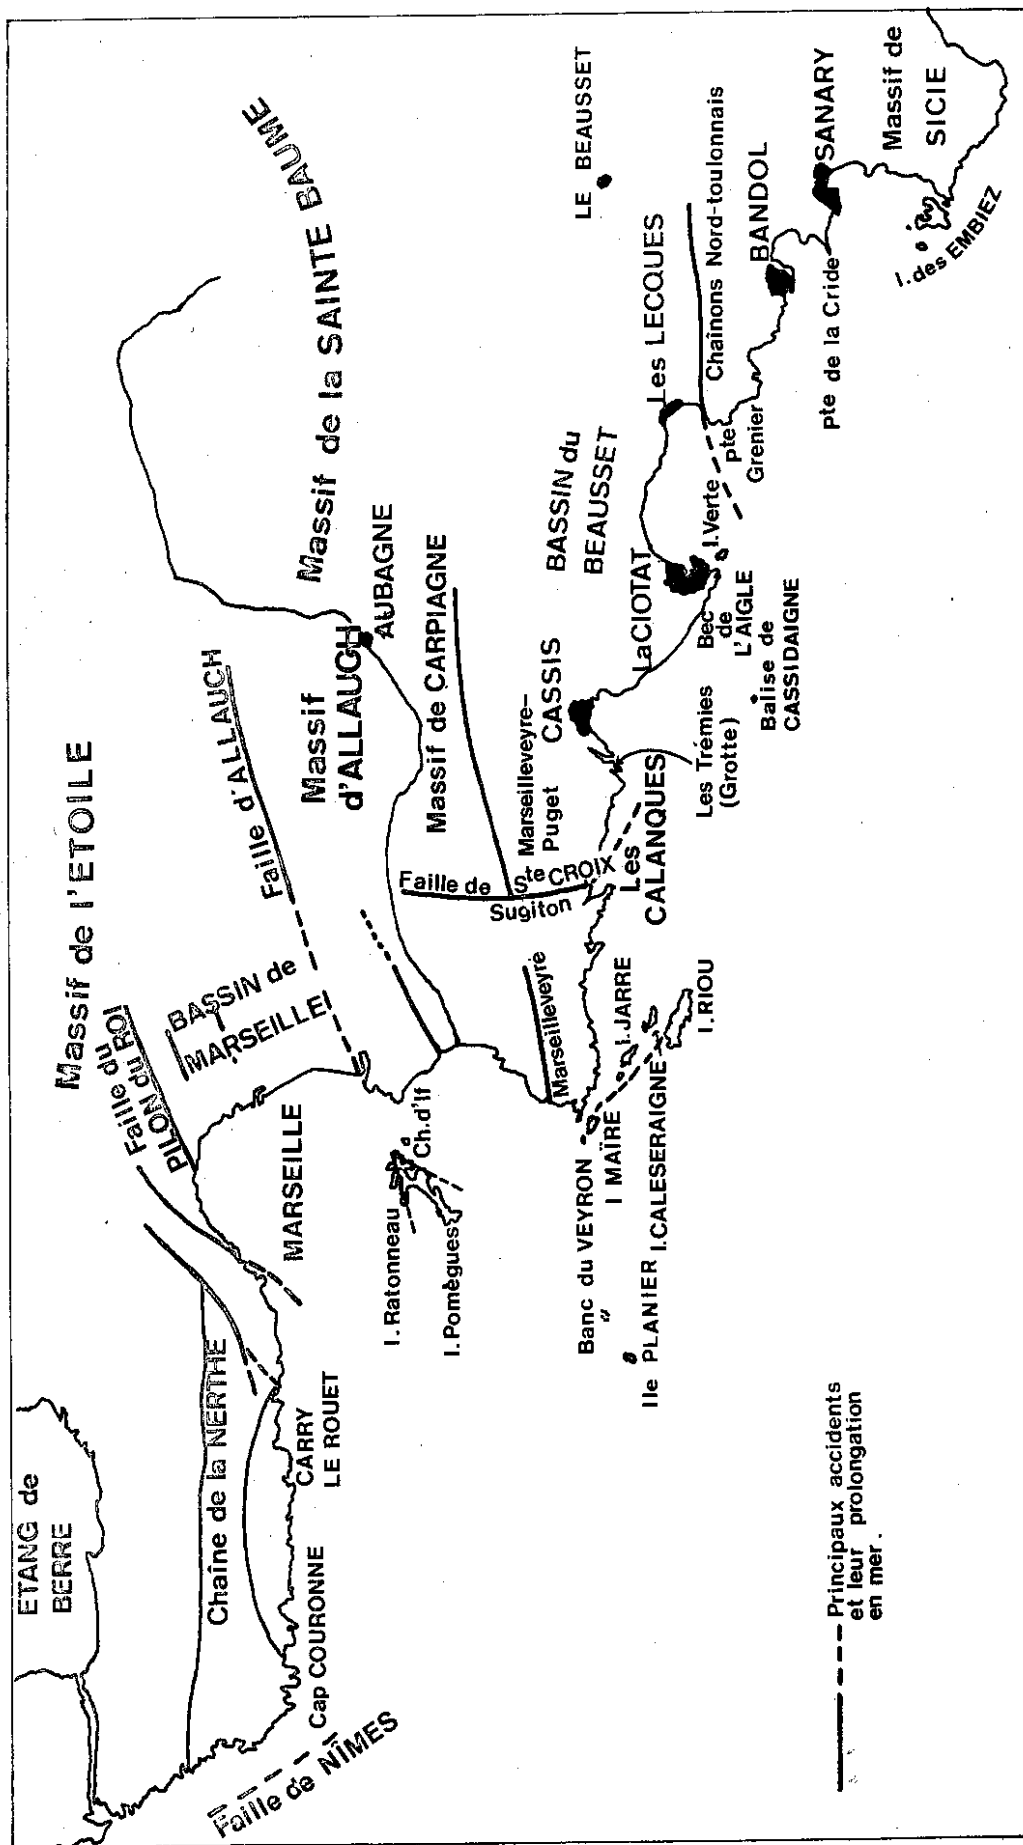 ETANG de
BERRE
Chaîne de la NERTHE
CARRY
LE ROUET
Cap COURONNE
Faille de NÎMES
Massif de l'ETOILE
Faille du
PILON du ROI
BASSIN de
MARSEILLE
MARSEILLE
Faille d'ALLAUCH
Massif
d'ALLAUCH
Massif de la SAINTE BAUME
AUBAGNE
Massif de CARPIAGNE
I. Ratonneau
I. Pomègues
Ch. d'If
Marseilleveyre
Faille de
Ste CROIX
Sugiton
Marseilleveyre-
Puget
CASSIS
Les
CALANQUES
Les Trémies
(Grotte)
Banc du VEYRON
I MAÏRE
I.JARRE
I.CALESERAIGNE
I. RIOU
Ile PLANIER
BASSIN du
BEAUSSET
LE BEAUSSET
La CIOTAT
Bec
de
L'AIGLE
I. Verte
Balise de
CASSIDAIGNE
Les LECQUES
Chaînons Nord-toulonnais
pte
Grenier
BANDOL
pte de la Cride
SANARY
Massif de
SICIE
I. des EMBIEZ
Principaux accidents
et leur prolongation
en mer.